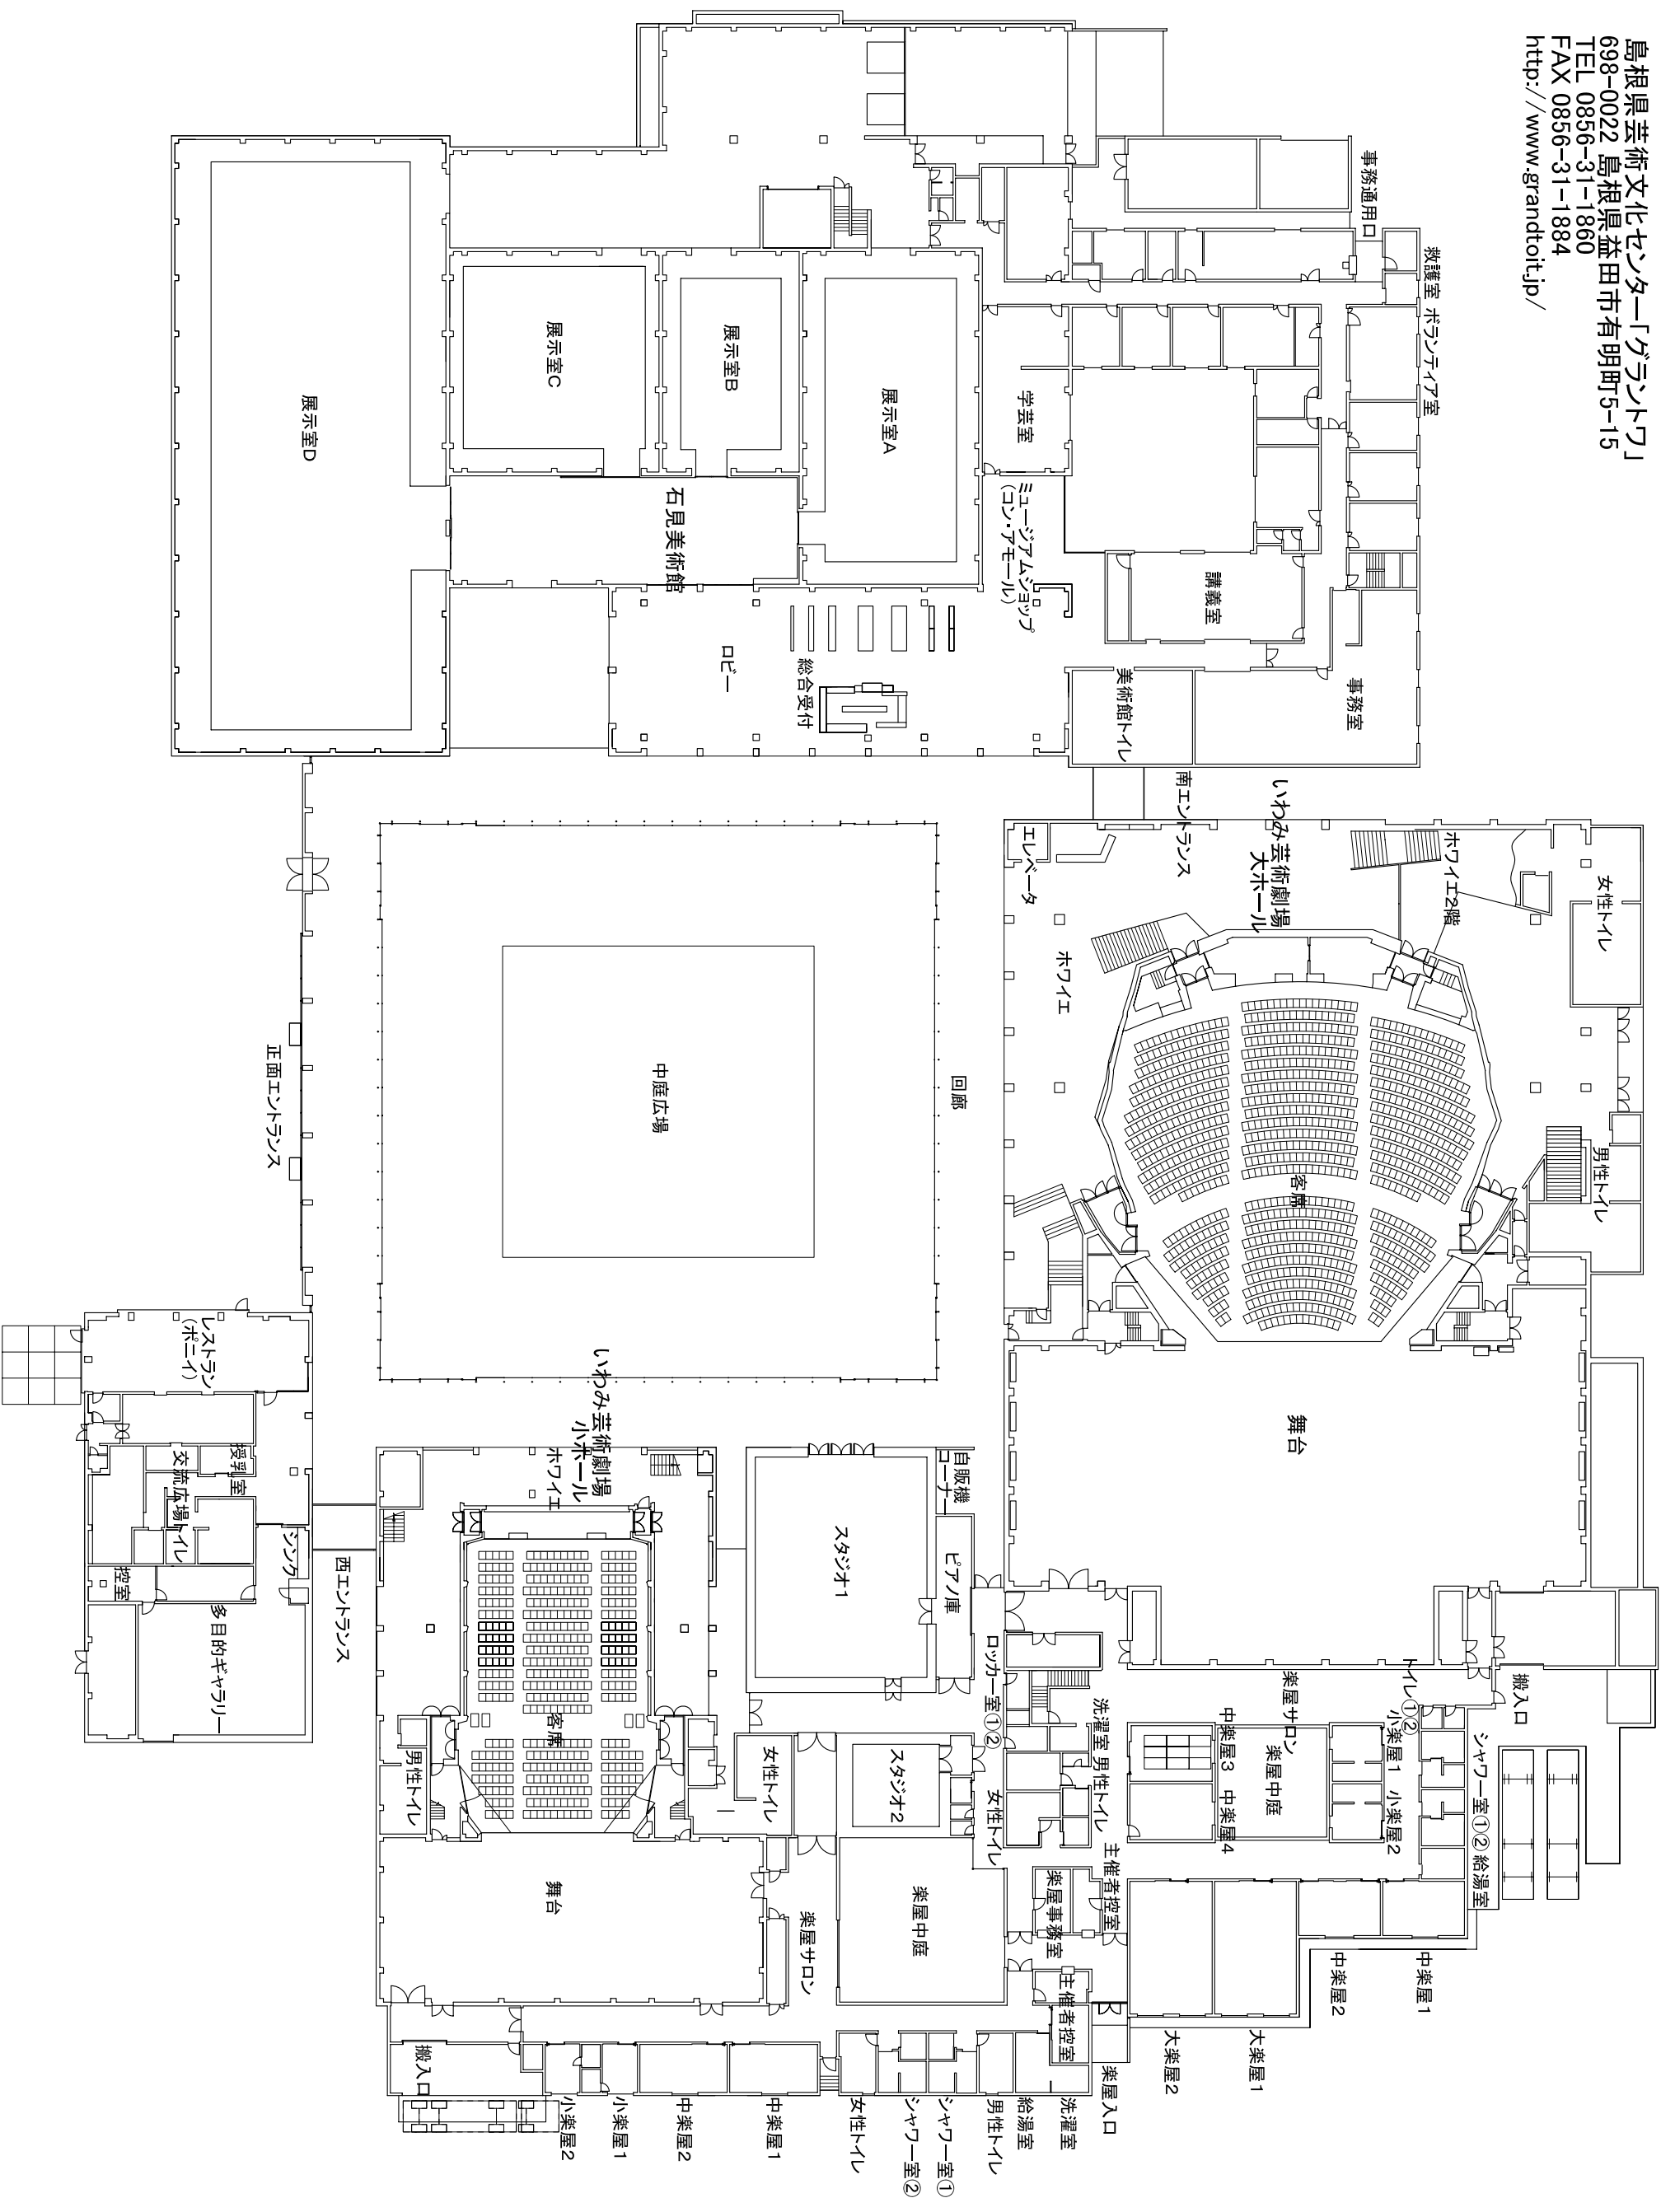 島根県芸術文化センター「グラントワ」
698-0022 島根県益田市有明町5-15
TEL 0856-31-1860
FAX 0856-31-1884
http://www.grandtoit.jp/
救護室 ボランティア室
事務通用口
学芸室
展示室A
展示室B
展示室C
展示室D
石見美術館
ミュージアムショップ
(コン・アモール)
講義室
事務室
美術館トイレ
総合受付
ロビー
南エントランス
いわみ芸術劇場
大ホール
ホワイエ2階
女性トイレ
エレベータ
ホワイエ
男性トイレ
客席
舞台
回廊
中庭広場
正面エントランス
レストラン
(ポニイ)
授乳室
交流広場トイレ
シンク
控室
多目的ギャラリー
西エントランス
いわみ芸術劇場
小ホール
ホワイエ
客席
男性トイレ
女性トイレ
舞台
自販機
コーナー
スタジオ1
ピアノ庫
ロッカー室①②
スタジオ2
女性トイレ
洗濯室 男性トイレ
搬入口
トイレ①②
楽屋サロン
小楽屋1 小楽屋2
楽屋中庭
中楽屋3 中楽屋4
シャワー室①② 給湯室
主催者控室
楽屋事務室
楽屋中庭
楽屋サロン
中楽屋1
中楽屋2
大楽屋1
大楽屋2
主催者控室
楽屋入口
洗濯室
給湯室
男性トイレ
シャワー室①
シャワー室②
女性トイレ
中楽屋1
中楽屋2
小楽屋1
小楽屋2
搬入口